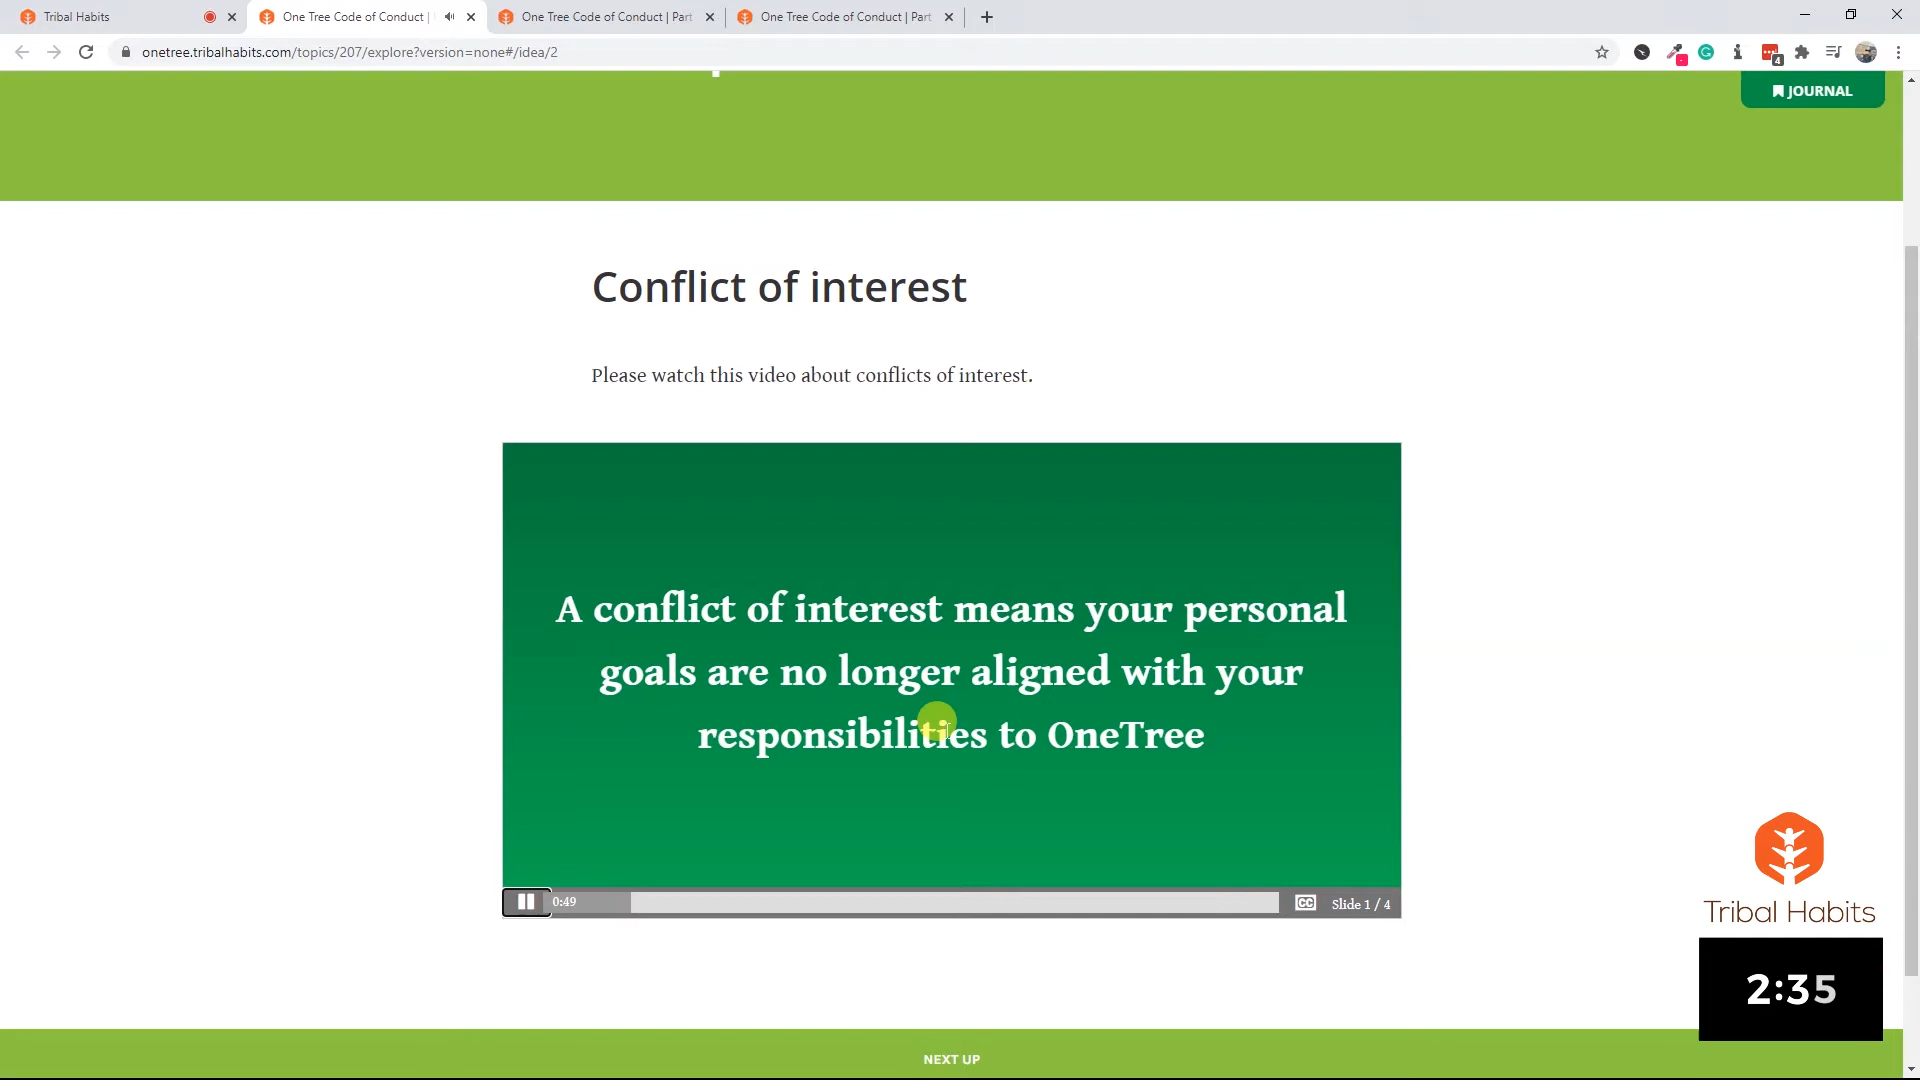 Tribal Habits
One Tree Code of Conduct |
One Tree Code of Conduct | Part
One Tree Code of Conduct | Part
onetree.tribalhabits.com/topics/207/explore?version=none#/idea/2
4
JOURNAL
Conflict of interest
Please watch this video about conflicts of interest.
A conflict of interest means your personal
goals are no longer aligned with your
responsibilities to OneTree
0:49
CC
Slide 1 / 4
Tribal Habits
2:35
NEXT UP